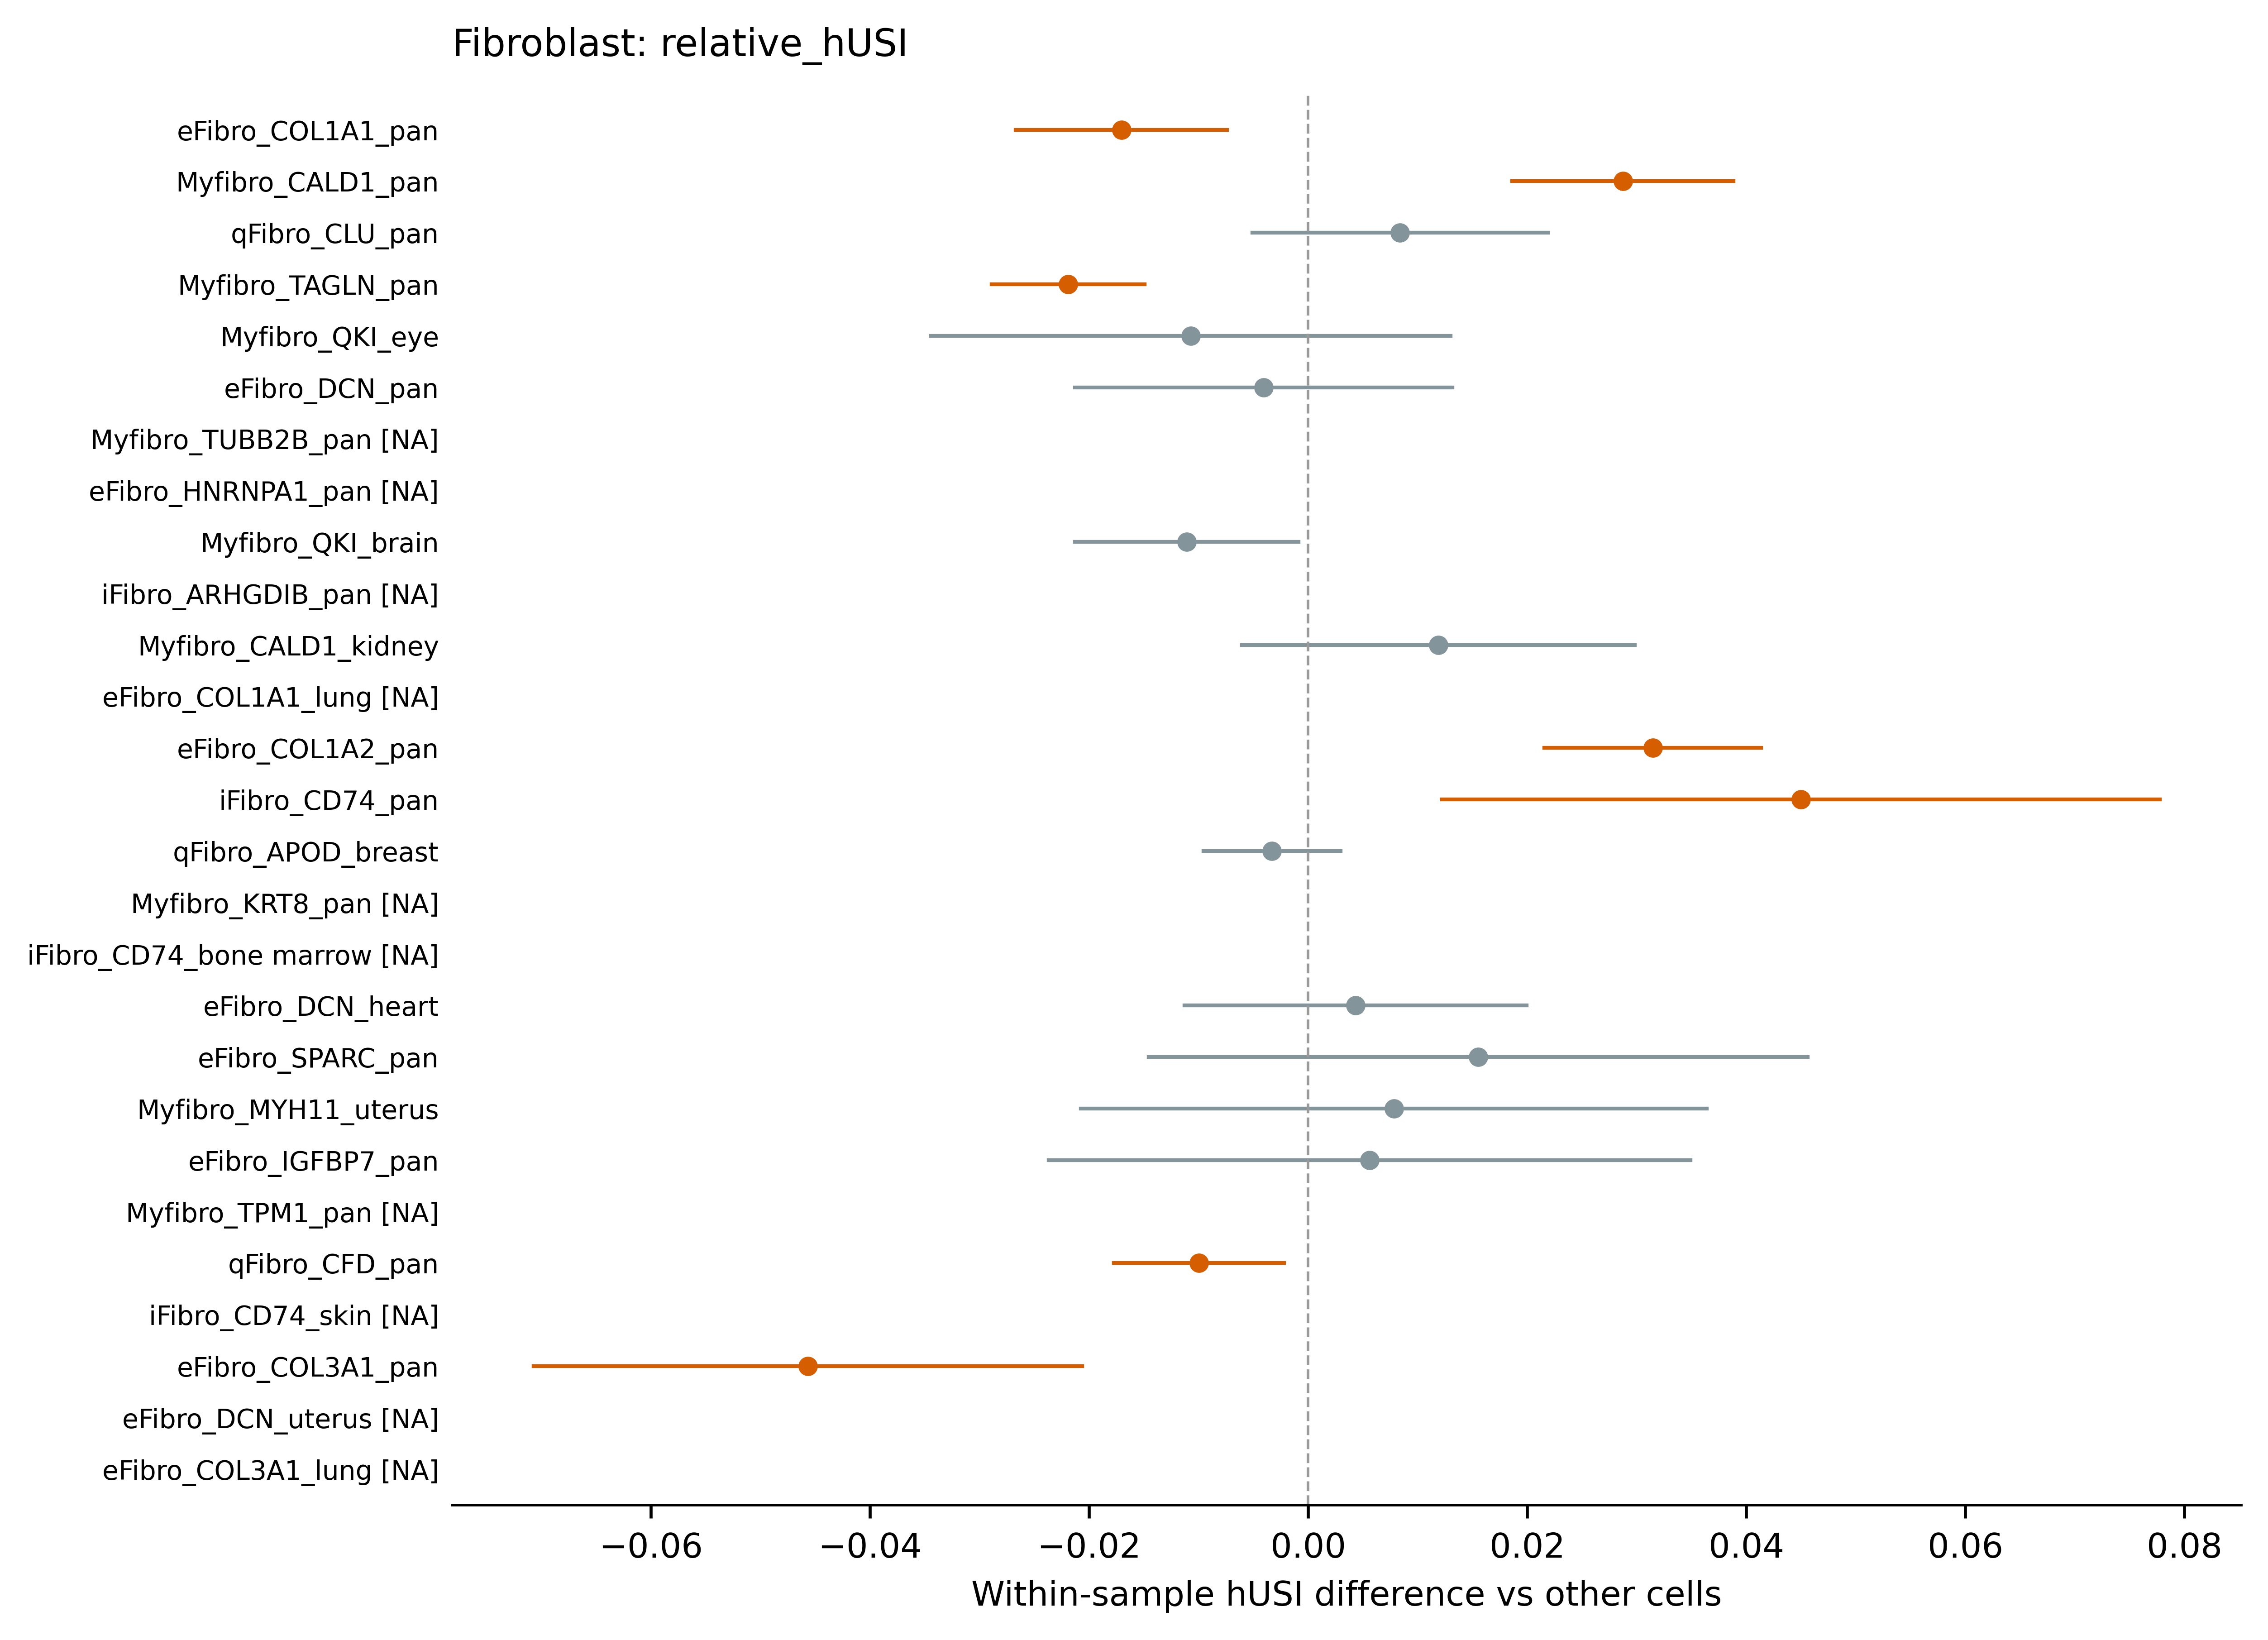 Fibroblast: relative_hUSI
eFibro_COL1A1_pan
Myfibro_CALD1_pan
qFibro_CLU_pan
Myfibro_TAGLN_pan
Myfibro_QKI_eye
eFibro_DCN_pan
Myfibro_TUBB2B_pan [NA]
eFibro_HNRNPA1_pan [NA]
Myfibro_QKI_brain
iFibro_ARHGDIB_pan [NA]
Myfibro_CALD1_kidney
eFibro_COL1A1_lung [NA]
eFibro_COL1A2_pan
iFibro_CD74_pan
qFibro_APOD_breast
Myfibro_KRT8_pan [NA]
iFibro_CD74_bone marrow [NA]
eFibro_DCN_heart
eFibro_SPARC_pan
Myfibro_MYH11_uterus
eFibro_IGFBP7_pan
Myfibro_TPM1_pan [NA]
qFibro_CFD_pan
iFibro_CD74_skin [NA]
eFibro_COL3A1_pan
eFibro_DCN_uterus [NA]
eFibro_COL3A1_lung [NA]
−0.06 −0.04 −0.02 0.00 0.02 0.04 0.06 0.08
Within-sample hUSI difference vs other cells